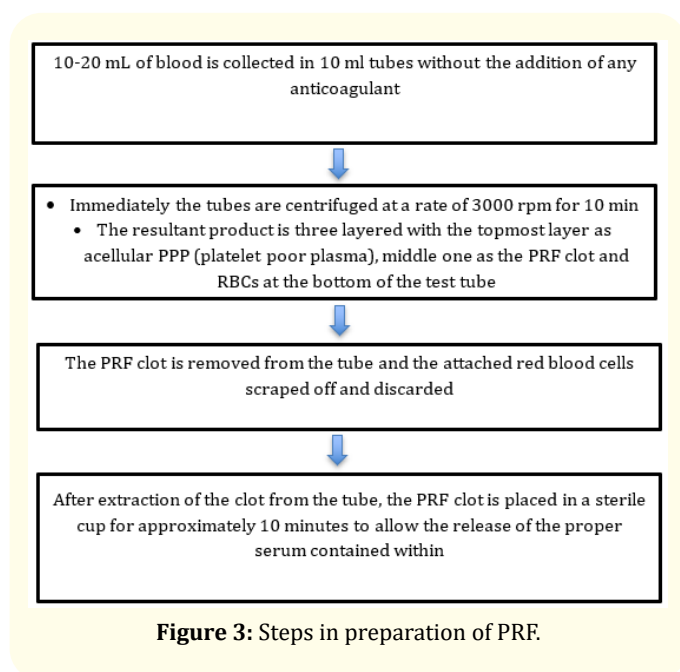 10-20 mL of blood is collected in 10 ml tubes without the addition of any
anticoagulant
• Immediately the tubes are centrifuged at a rate of 3000 rpm for 10 min
• The resultant product is three layered with the topmost layer as
acellular PPP (platelet poor plasma), middle one as the PRF clot and
RBCs at the bottom of the test tube
The PRF clot is removed from the tube and the attached red blood cells
scraped off and discarded
After extraction of the clot from the tube, the PRF clot is placed in a sterile
cup for approximately 10 minutes to allow the release of the proper
serum contained within
Figure 3: Steps in preparation of PRF.